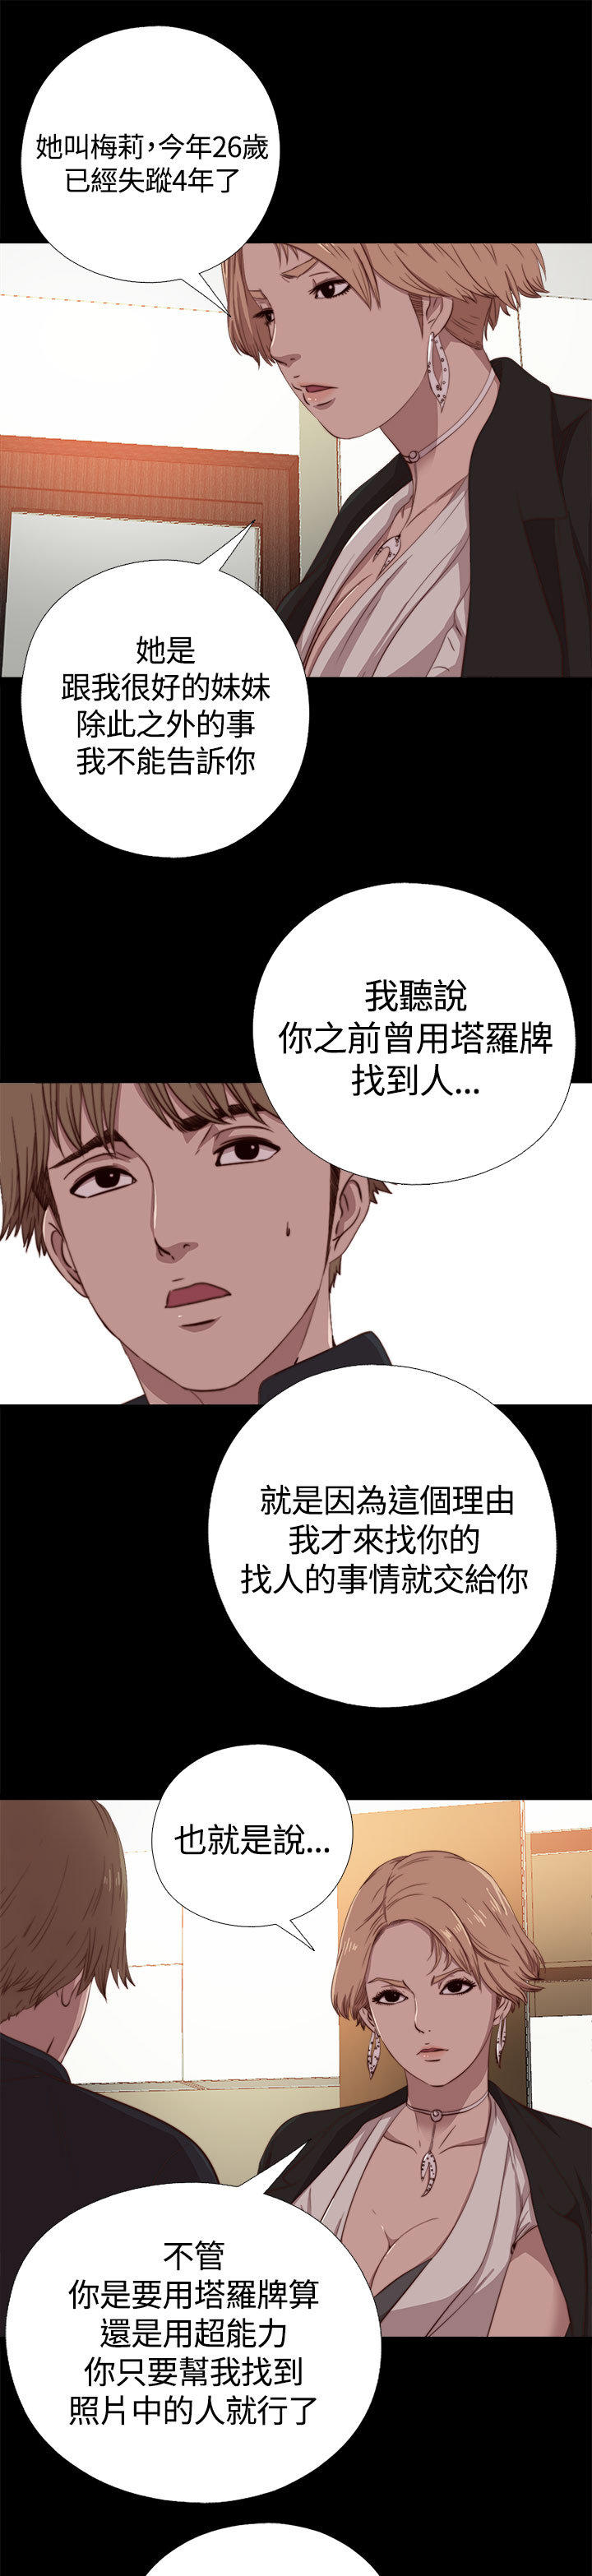 她叫梅莉，今年26歲
已經失蹤4年了
她是
跟我很好的妹妹
除此之外的事
我不能告訴你
我聽說
你之前曾用塔羅牌
找到人...
就是因為這個理由
我才來找你的
找人的事情就交給你
也就是說...
不管
你是要用塔羅牌算
還是用超能力
你只要幫我找到
照片中的人就行了